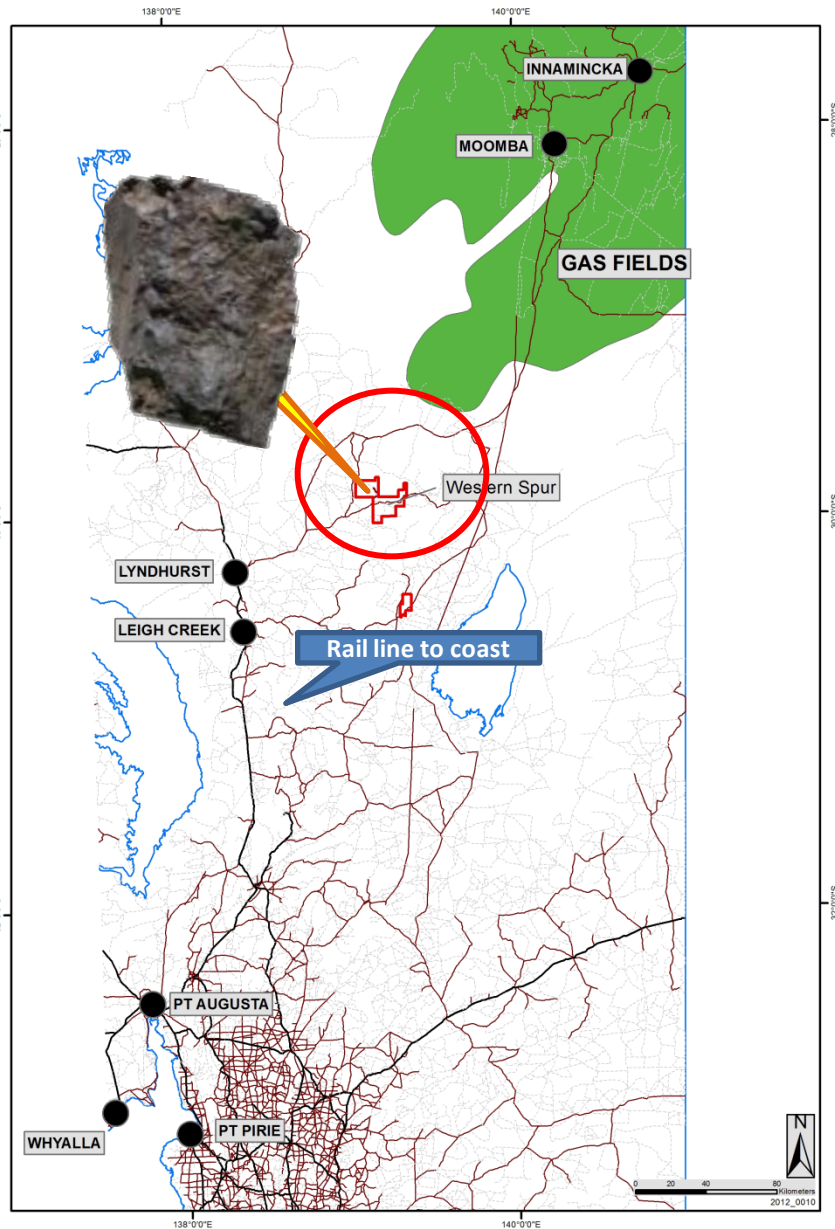 138°0'0"E
140°0'0"E
INNAMINCKA
MOOMBA
GAS FIELDS
Western Spur
LYNDHURST
LEIGH CREEK
Rail line to coast
PT AUGUSTA
PT PIRIE
WHYALLA
N
0 20 40 80
Kilometers
2012_0010
138°0'0"E
140°0'0"E